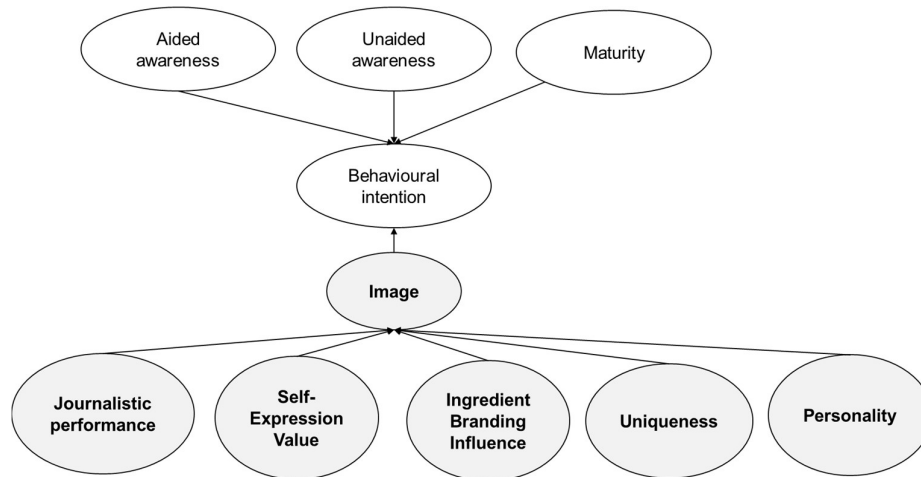 Aided
awareness
Unaided
awareness
Maturity
Behavioural
intention
Image
Journalistic
performance
Self-
Expression
Value
Ingredient
Branding
Influence
Uniqueness
Personality